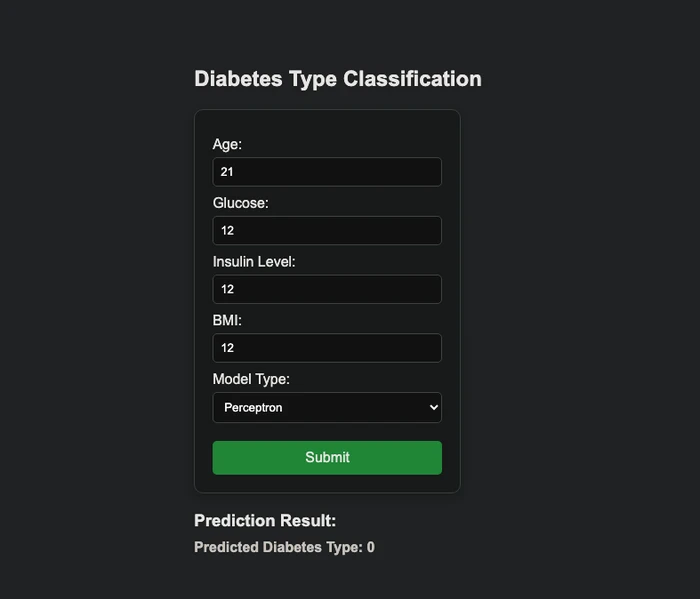 Diabetes Type Classification
Age:
21
Glucose:
12
Insulin Level:
12
BMI:
12
Model Type:
Perceptron
Submit
Prediction Result:
Predicted Diabetes Type: 0